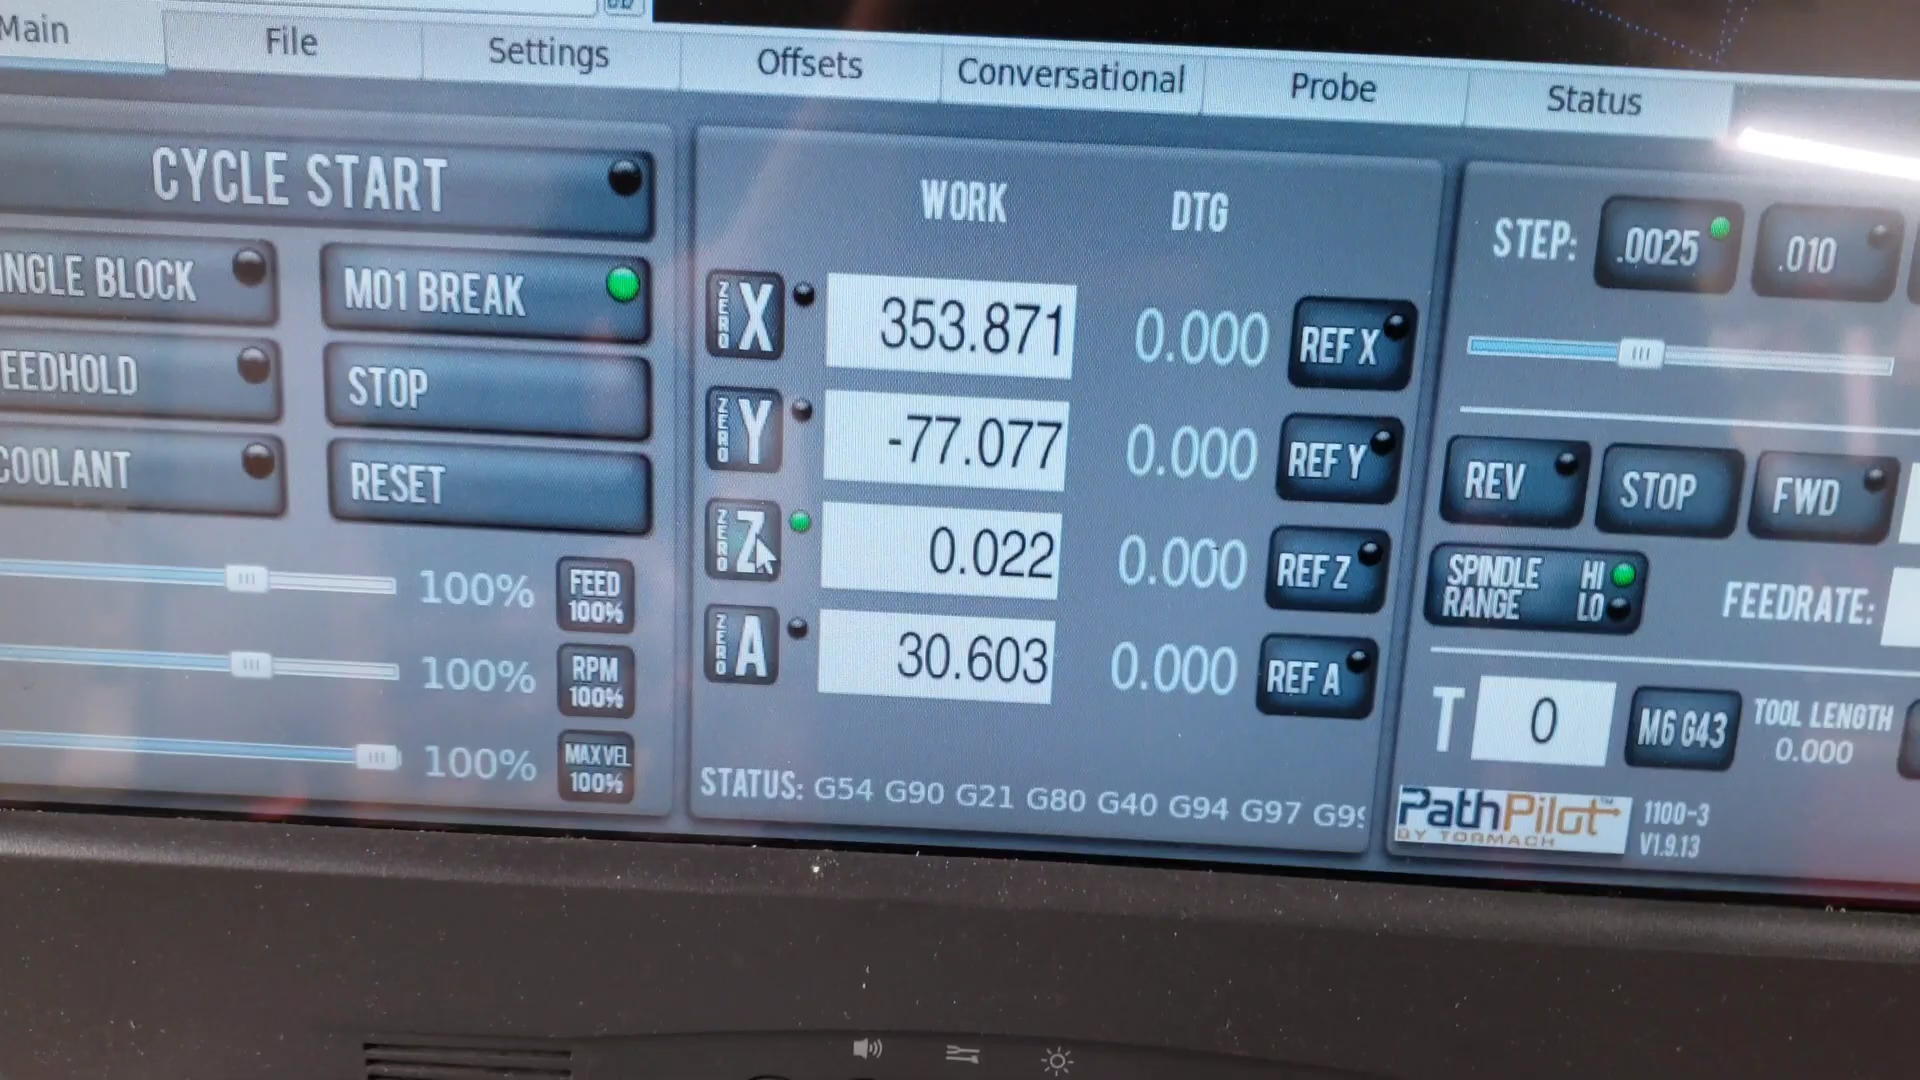 Main File Settings Offsets Conversational Probe Status
CYCLE START
INGLE BLOCK
M01 BREAK
EEDHOLD
STOP
COOLANT
RESET
100% FEED 100%
100% RPM 100%
100% MAX VEL 100%
WORK DTG
ZERO X 353.871 0.000 REF X
ZERO Y -77.077 0.000 REF Y
ZERO Z 0.022 0.000 REF Z
ZERO A 30.603 0.000 REF A
STATUS: G54 G90 G21 G80 G40 G94 G97 G9
STEP: .0025 .010
REV STOP FWD
SPINDLE RANGE HI LO
FEEDRATE:
T 0 M6 G43 TOOL LENGTH
0.000
PathPilot™ 1100-3
BY TORMACH V1.9.13